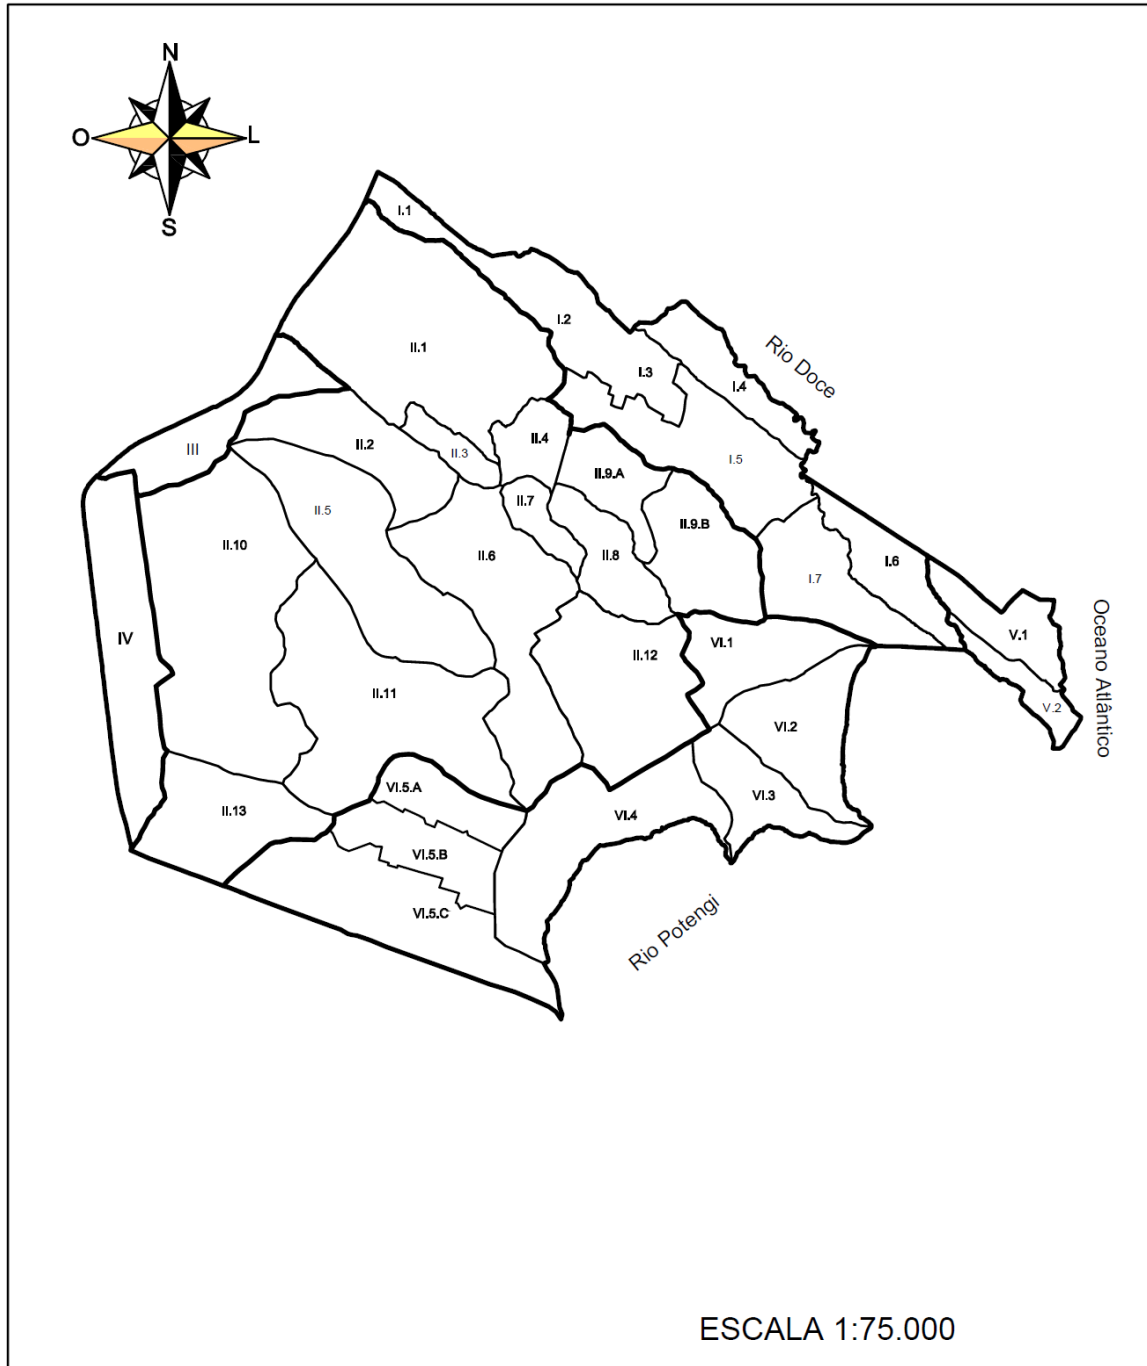 N
O
L
S
I.1
I.2
II.1
Rio Doce
I.3
I.4
II.2
II.3
II.4
III
I.5
II.9.A
II.7
II.5
II.9.B
II.10
II.6
II.8
I.6
I.7
IV
V.1
Oceano Atlântico
VI.1
II.12
II.11
V.2
VI.2
VI.5.A
VI.3
II.13
VI.4
VI.5.B
VI.5.C
Rio Potengi
ESCALA 1:75.000